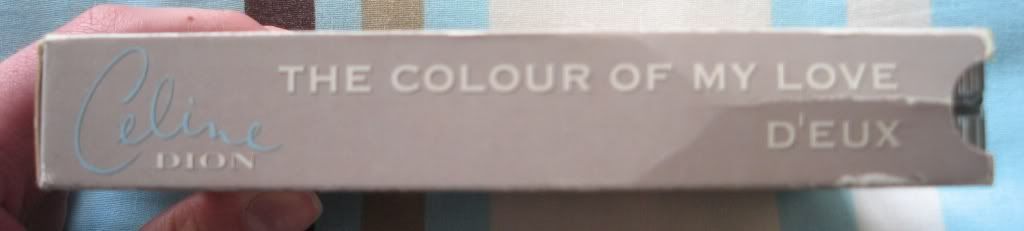 Celine
DION
THE COLOUR OF MY LOVE
D'EUX